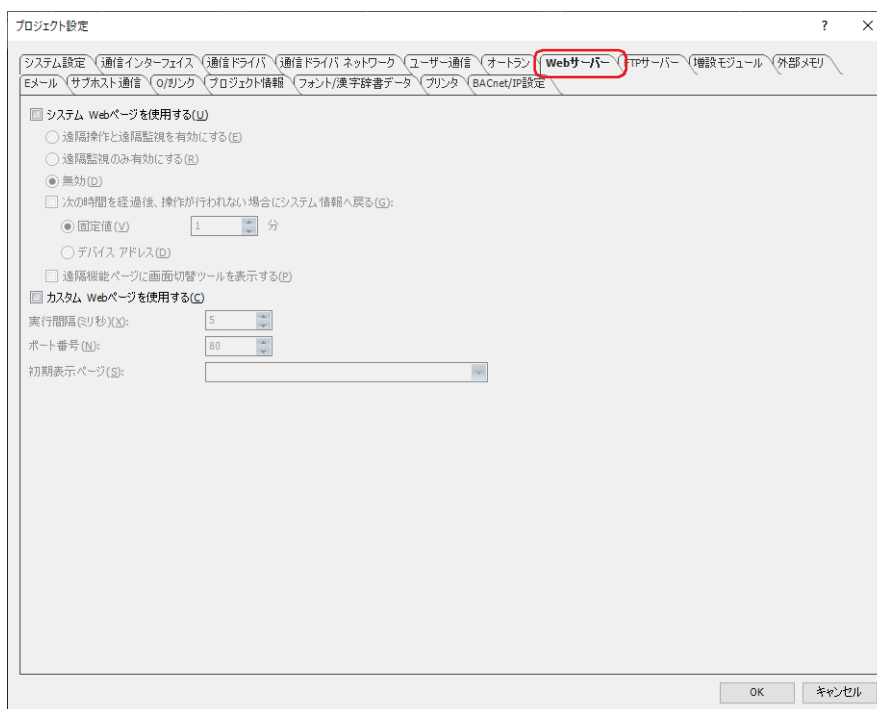 プロジェクト設定 ? ×
システム設定 通信インターフェイス 通信ドライバ 通信ドライバ ネットワーク ユーザー通信 オートラン Webサーバー FTPサーバー 増設モジュール 外部メモリ
Eメール サブホスト通信 O/Iリンク プロジェクト情報 フォント/漢字辞書データ プリンタ BACnet/IP設定
システム Webページを使用する(U)
遠隔操作と遠隔監視を有効にする(E)
遠隔監視のみ有効にする(R)
無効(D)
次の時間を経過後、操作が行われない場合にシステム情報へ戻る(G):
固定値(V) 1 分
デバイス アドレス(D)
遠隔機能ページに画面切替ツールを表示する(P)
カスタム Webページを使用する(C)
実行間隔(ミリ秒)(X): 5
ポート番号(N): 80
初期表示ページ(S):
OK キャンセル